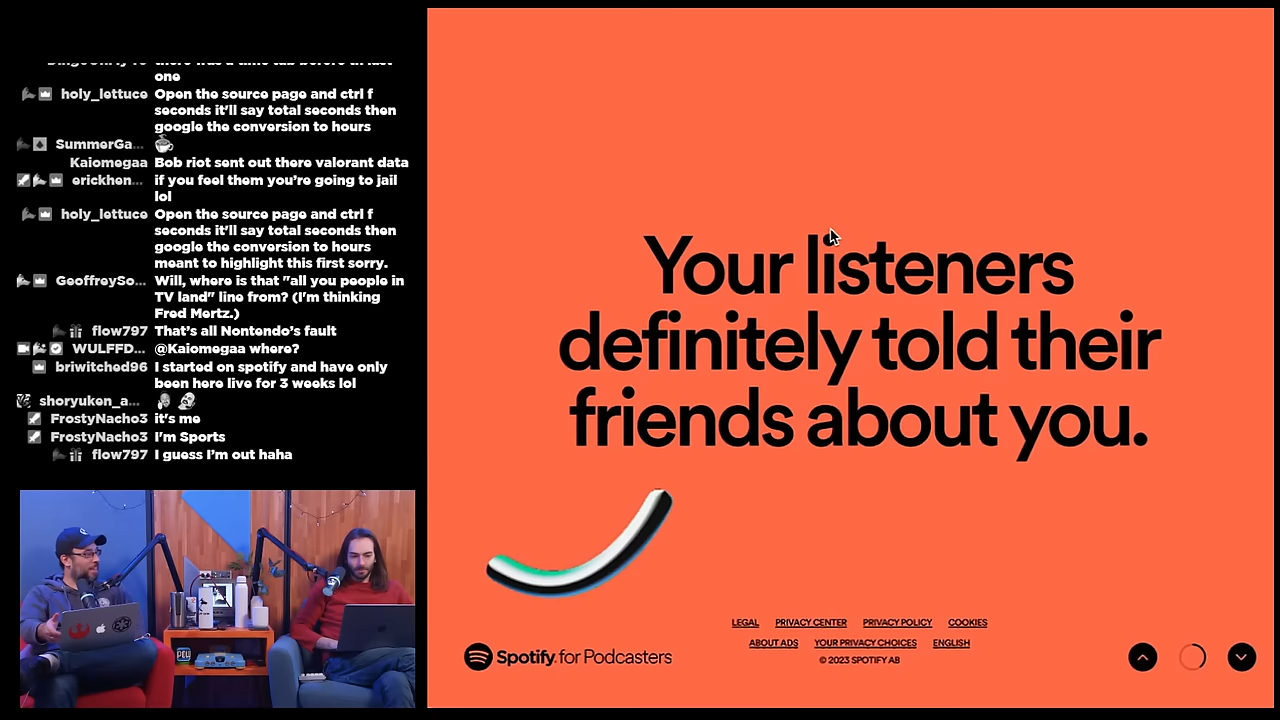 one
holy_lettuce Open the source page and ctrl f
seconds it'll say total seconds then
google the conversion to hours
SummerGa...
Kaiomegaa Bob riot sent out there valorant data
erickhen... if you feel them you're going to jail
lol
holy_lettuce Open the source page and ctrl f
seconds it'll say total seconds then
google the conversion to hours
meant to highlight this first sorry.
GeoffreySo... Will, where is that "all you people in
TV land" line from? (I'm thinking
Fred Mertz.)
flow797 That's all Nontendo's fault
WULFFD... @Kaiomegaa where?
briwitched96 I started on spotify and have only
been here live for 3 weeks lol
shoryuken_a...
FrostyNacho3 it's me
FrostyNacho3 I'm Sports
flow797 I guess I'm out haha
Your listeners
definitely told their
friends about you.
LEGAL PRIVACY CENTER PRIVACY POLICY COOKIES
ABOUT ADS YOUR PRIVACY CHOICES ENGLISH
© 2023 SPOTIFY AB
Spotify for Podcasters